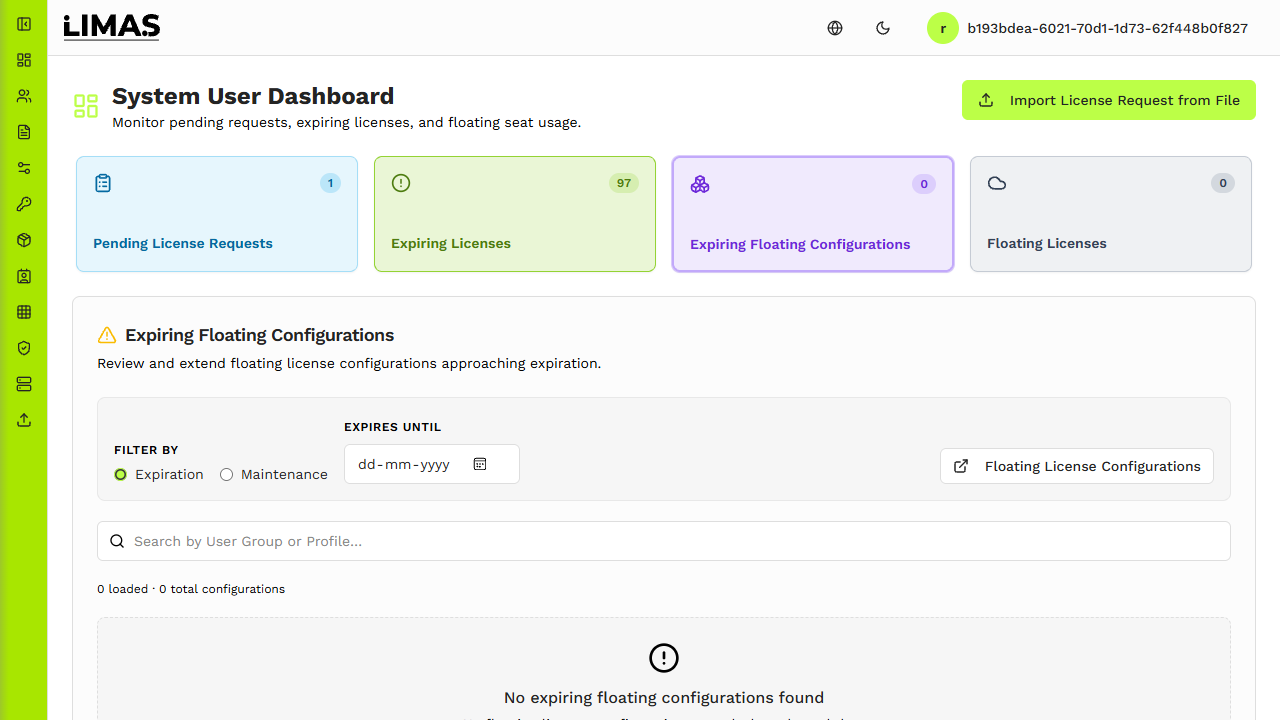 LIMAS
r
b193bdea-6021-70d1-1d73-62f448b0f827
System User Dashboard
Monitor pending requests, expiring licenses, and floating seat usage.
Import License Request from File
1
Pending License Requests
97
Expiring Licenses
0
Expiring Floating Configurations
0
Floating Licenses
Expiring Floating Configurations
Review and extend floating license configurations approaching expiration.
FILTER BY
Expiration
Maintenance
EXPIRES UNTIL
dd-mm-yyyy
Floating License Configurations
Search by User Group or Profile...
0 loaded · 0 total configurations
No expiring floating configurations found